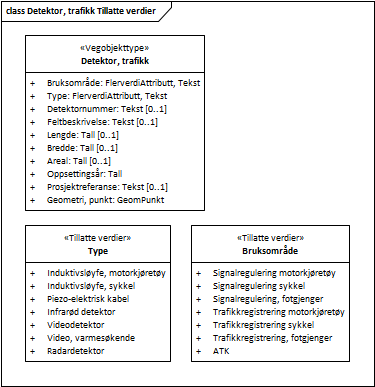 class Detektor, trafikk Tillatte verdier
«Vegobjekttype»
Detektor, trafikk
+ Bruksområde: FlerverdiAttributt, Tekst
+ Type: FlerverdiAttributt, Tekst
+ Detektornummer: Tekst [0..1]
+ Feltbeskrivelse: Tekst [0..1]
+ Lengde: Tall [0..1]
+ Bredde: Tall [0..1]
+ Areal: Tall [0..1]
+ Oppsettingsår: Tall
+ Prosjektreferanse: Tekst [0..1]
+ Geometri, punkt: GeomPunkt
«Tillatte verdier»
Type
+ Induktivsløyfe, motorkjøretøy
+ Induktivsløyfe, sykkel
+ Piezo-elektrisk kabel
+ Infrarød detektor
+ Videodetektor
+ Video, varmesøkende
+ Radardetektor
«Tillatte verdier»
Bruksområde
+ Signalregulering motorkjøretøy
+ Signalregulering sykkel
+ Signalregulering, fotgjenger
+ Trafikkregistrering motorkjøretøy
+ Trafikkregistrering sykkel
+ Trafikkregistrering, fotgjenger
+ ATK